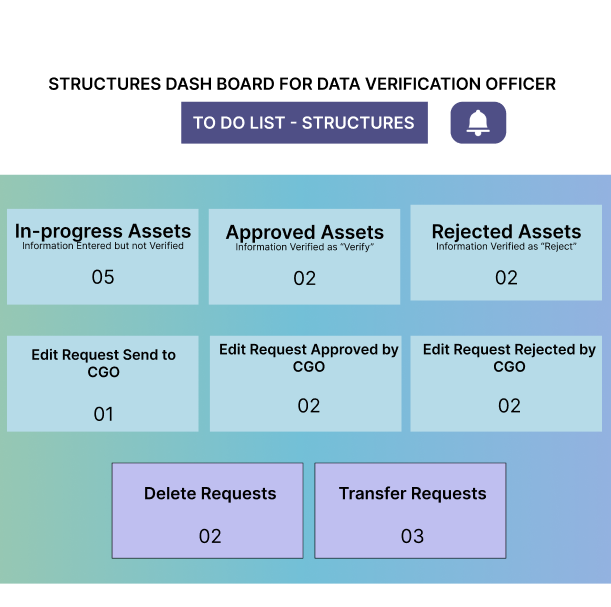 STRUCTURES DASH BOARD FOR DATA VERIFICATION OFFICER
TO DO LIST - STRUCTURES
In-progress Assets
Information Entered but not Verified
05
Approved Assets
Information Verified as “Verify”
02
Rejected Assets
Information Verified as “Reject”
02
Edit Request Send to
CGO
01
Edit Request Approved by
CGO
02
Edit Request Rejected by
CGO
02
Delete Requests
02
Transfer Requests
03